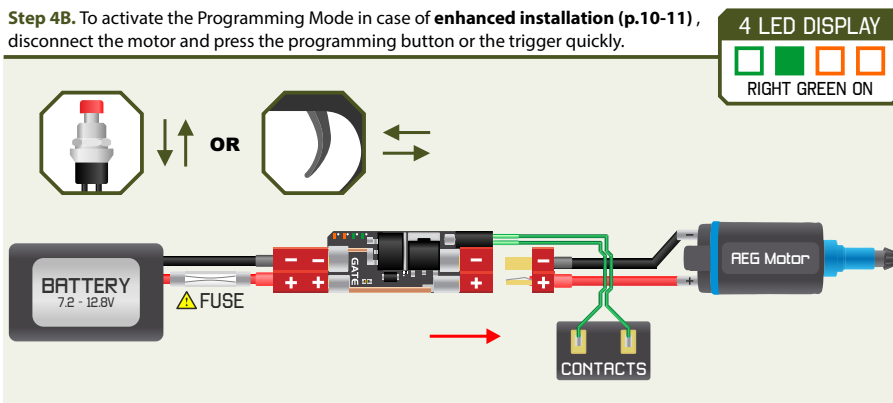 Step 4B. To activate the Programming Mode in case of enhanced installation (p.10-11) ,
disconnect the motor and press the programming button or the trigger quickly.
4 LED DISPLAY
RIGHT GREEN ON
OR
BATTERY
7.2 - 12.8V
FUSE
- -
+ +
GATE
-
+
-
+
-
+
AEG Motor
CONTACTS